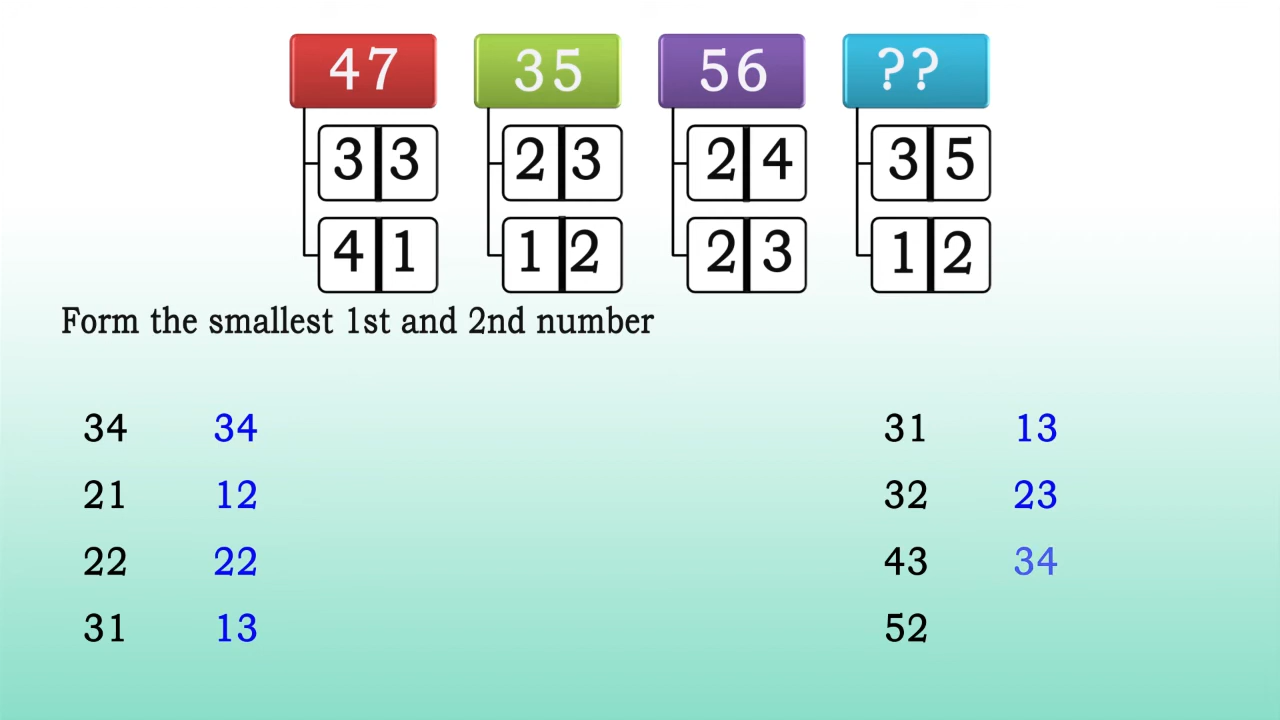 47 35 56 ??
3 3 2 3 2 4 3 5
4 1 1 2 2 3 1 2
Form the smallest 1st and 2nd number
34 34 31 13
21 12 32 23
22 22 43 34
31 13 52